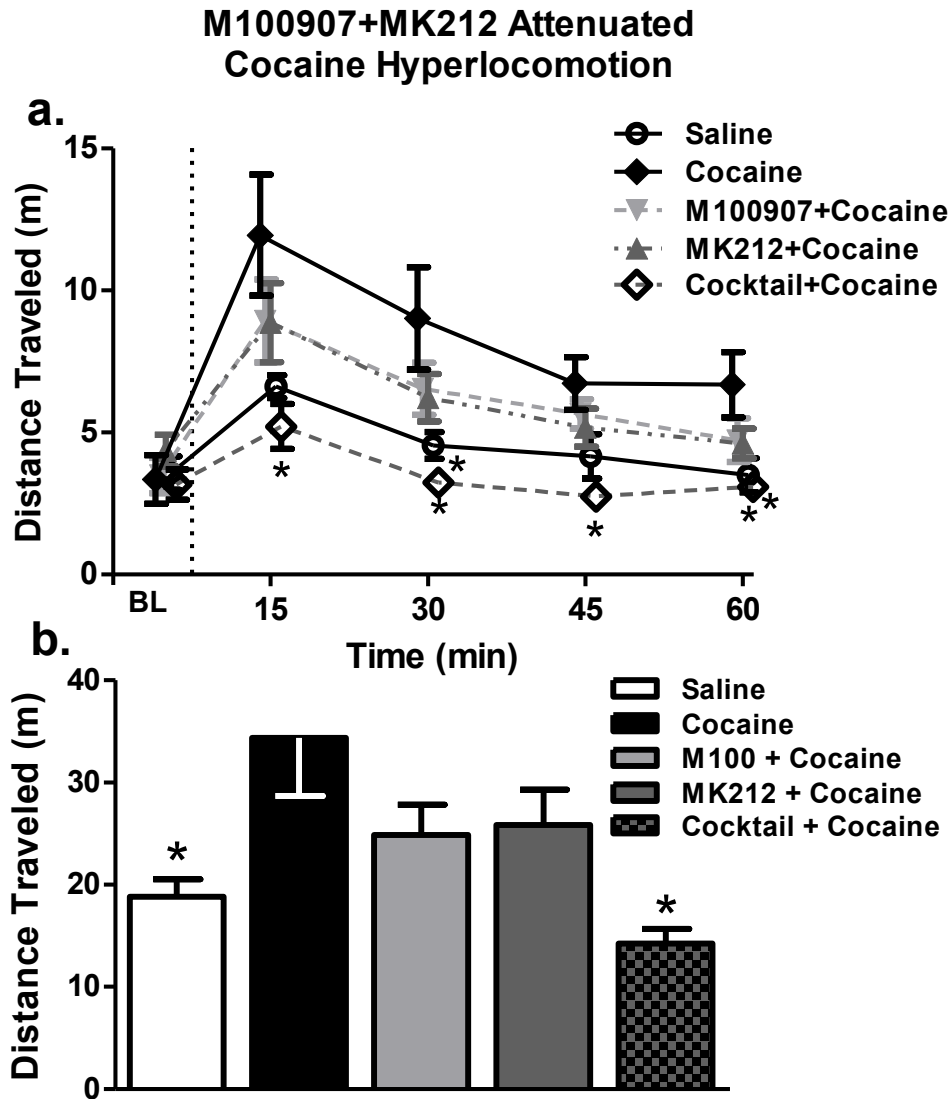 M100907+MK212 Attenuated
Cocaine Hyperlocomotion
a.
Distance Traveled (m)
15
10
5
0
Saline
Cocaine
M100907+Cocaine
MK212+Cocaine
Cocktail+Cocaine
*
*
*
*
*
*
BL
15
30
45
60
Time (min)
b.
Distance Traveled (m)
40
30
20
10
0
Saline
Cocaine
M100 + Cocaine
MK212 + Cocaine
Cocktail + Cocaine
*
*